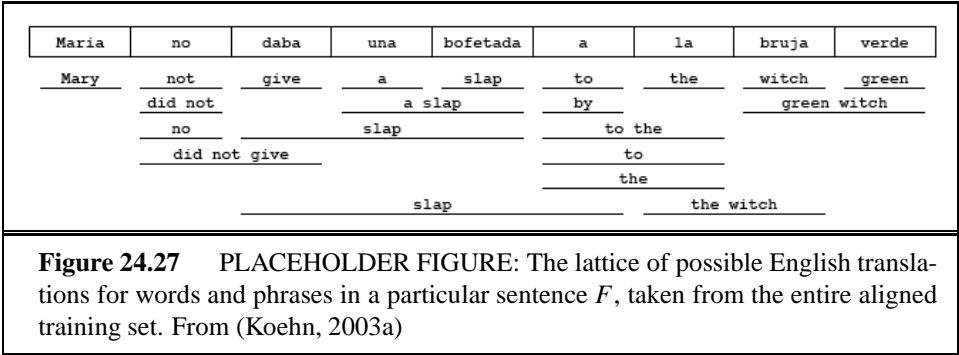 Maria no daba una bofetada a la bruja verde
Mary not give a slap to the witch green
did not a slap by green witch
no slap to the
did not give to
the
slap the witch
Figure 24.27 PLACEHOLDER FIGURE: The lattice of possible English transla-
tions for words and phrases in a particular sentence F, taken from the entire aligned
training set. From (Koehn, 2003a)